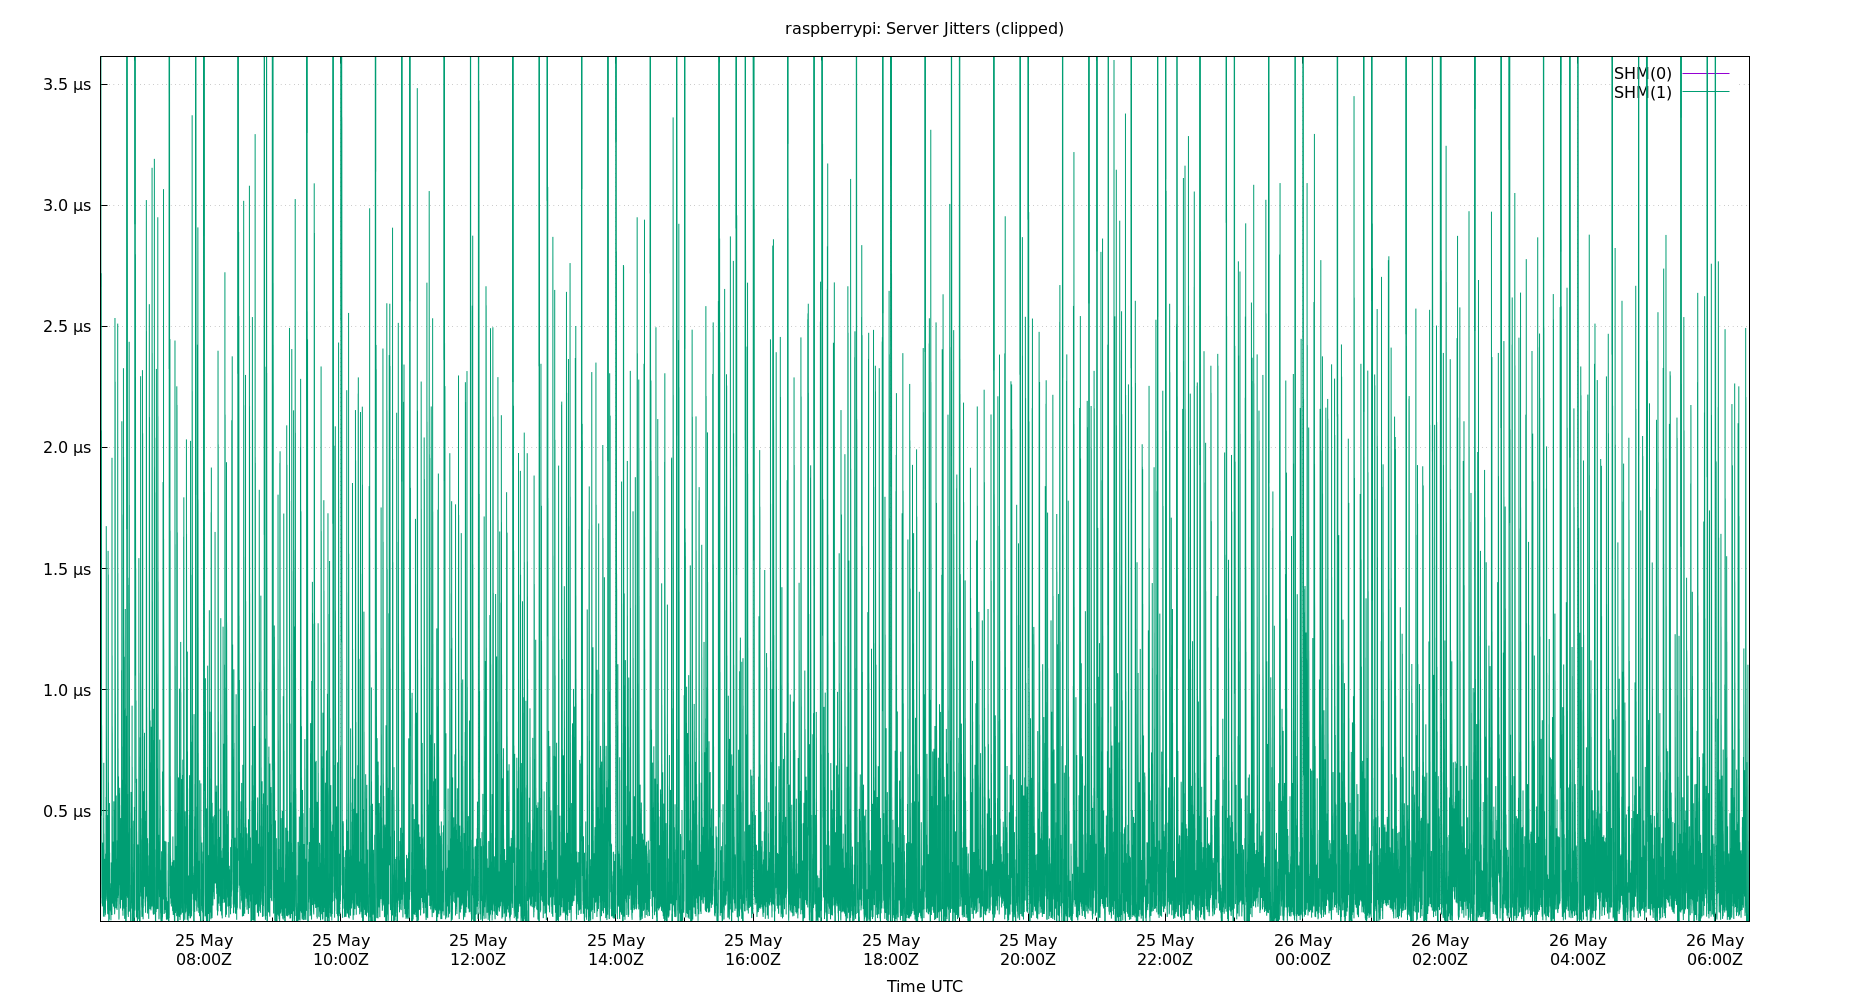 raspberrypi: Server Jitters (clipped)
SHM(0)
SHM(1)
3.5 µs
3.0 µs
2.5 µs
2.0 µs
1.5 µs
1.0 µs
0.5 µs
25 May 25 May 25 May 25 May 25 May 25 May 25 May 25 May 26 May 26 May 26 May 26 May
08:00Z 10:00Z 12:00Z 14:00Z 16:00Z 18:00Z 20:00Z 22:00Z 00:00Z 02:00Z 04:00Z 06:00Z
Time UTC